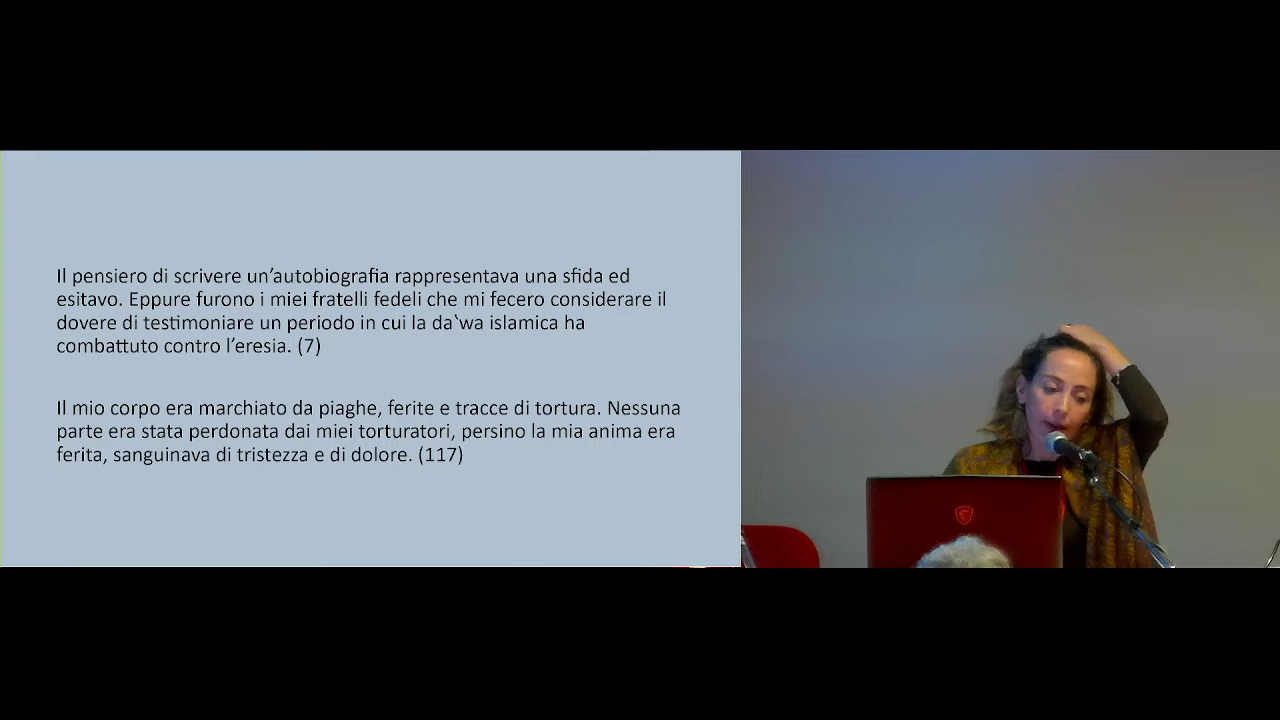 Il pensiero di scrivere un’autobiografia rappresentava una sfida ed
esitavo. Eppure furono i miei fratelli fedeli che mi fecero considerare il
dovere di testimoniare un periodo in cui la da‛wa islamica ha
combattuto contro l’eresia. (7)
Il mio corpo era marchiato da piaghe, ferite e tracce di tortura. Nessuna
parte era stata perdonata dai miei torturatori, persino la mia anima era
ferita, sanguinava di tristezza e di dolore. (117)